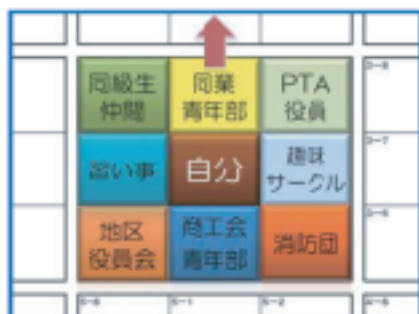 同級生
仲間
同業
青年部
PTA
役員
習い事
自分
趣味
サークル
地区
役員会
商工会
青年部
消防団